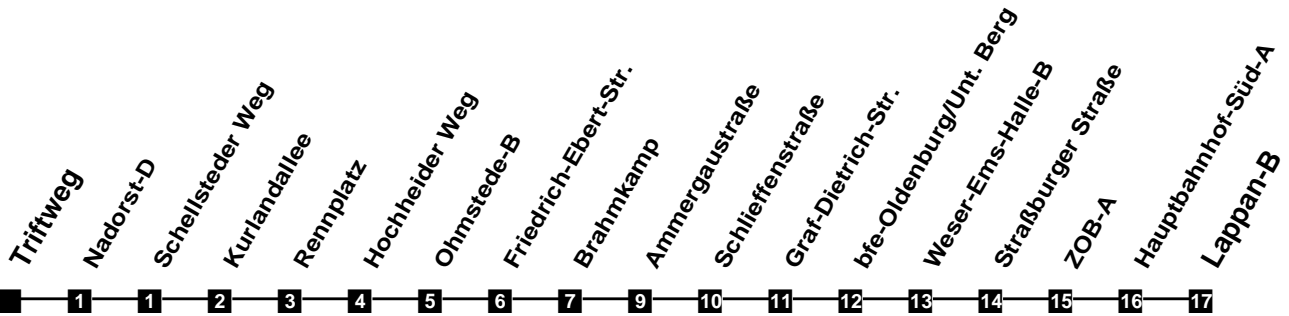 Triftweg
Nadorst-D
Schellsteder Weg
Kurlandallee
Rennplatz
Hochheider Weg
Ohmstede-B
Friedrich-Ebert-Str.
Brahmkamp
Ammergaustraße
Schlieffenstraße
Graf-Dietrich-Str.
bfe-Oldenburg/Unt. Berg
Weser-Ems-Halle-B
Straßburger Straße
ZOB-A
Hauptbahnhof-Süd-A
Lappan-B
1 1 2 3 4 5 6 7 9 10 11 12 13 14 15 16 17